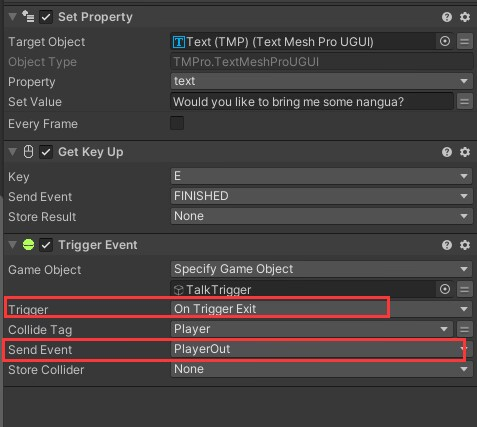 Set Property
Target Object Text (TMP) (Text Mesh Pro UGUI)
Object Type TMPro.TextMeshProUGUI
Property text
Set Value Would you like to bring me some nangua?
Every Frame
Get Key Up
Key E
Send Event FINISHED
Store Result None
Trigger Event
Game Object Specify Game Object
TalkTrigger
Trigger On Trigger Exit
Collide Tag Player
Send Event PlayerOut
Store Collider None